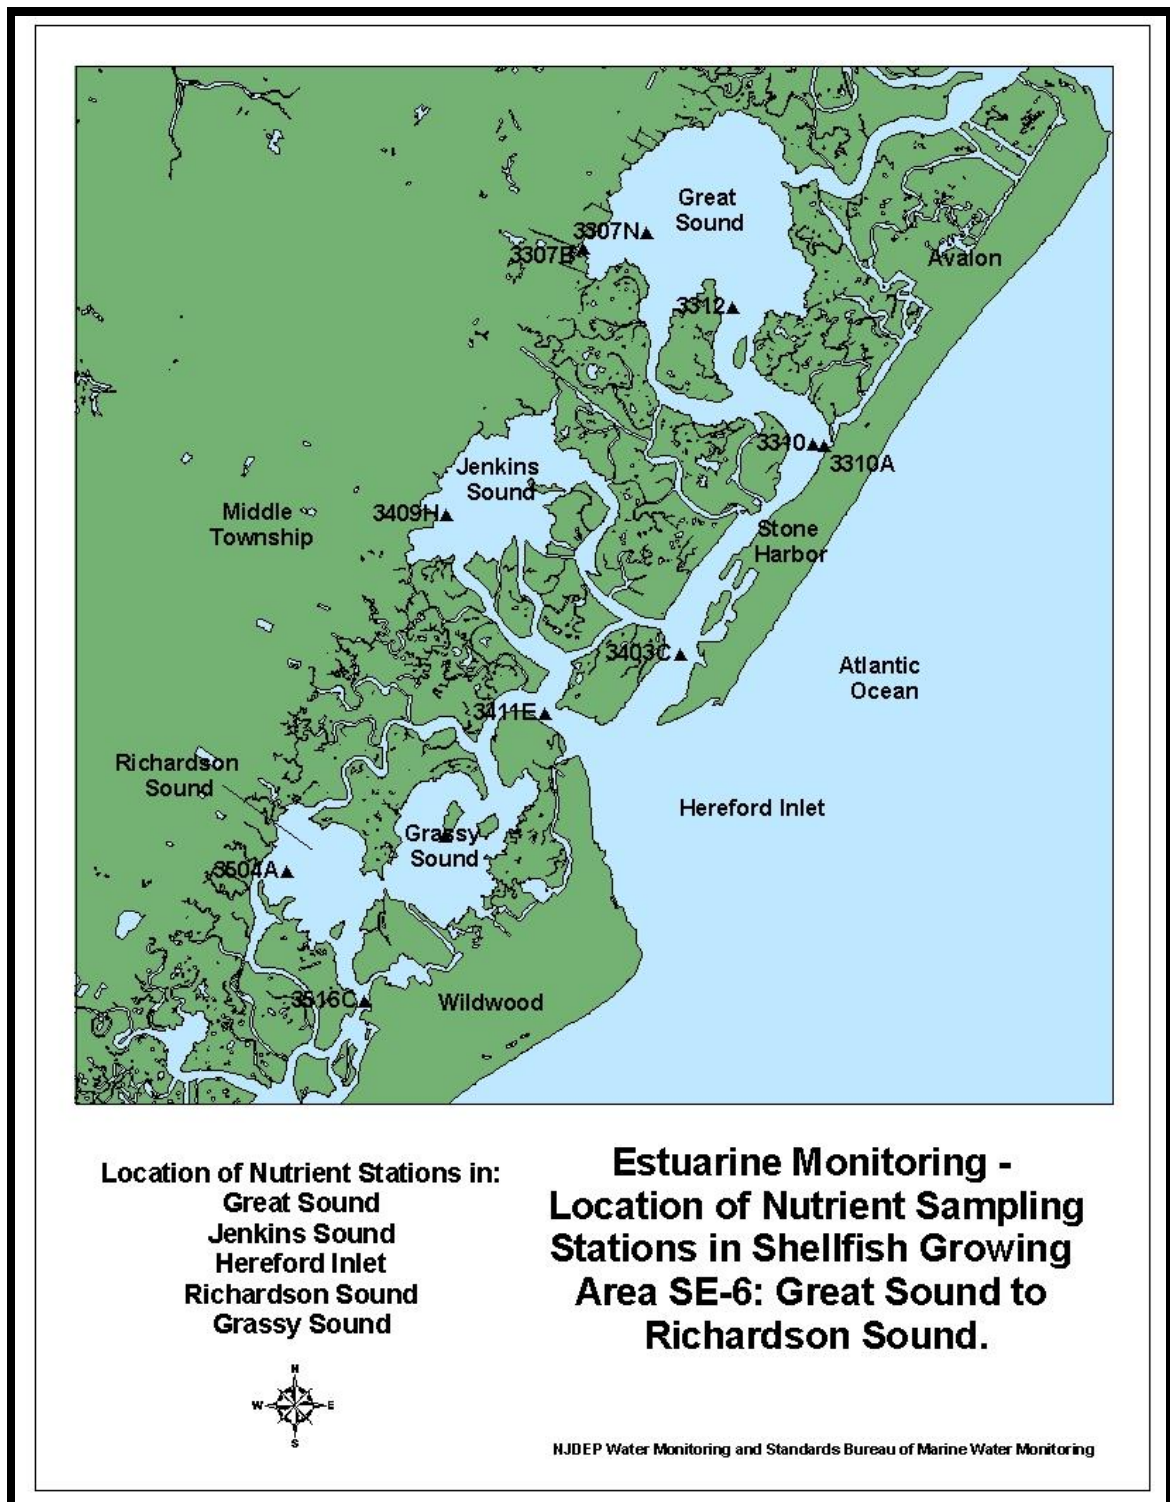 Great
Sound
3307N
3307B
Avalon
3312
3310
3310A
Jenkins
Sound
3409H
Middle
Township
Stone
Harbor
3403C
Atlantic
Ocean
3411E
Richardson
Sound
Hereford Inlet
Grassy
Sound
3504A
3516C
Wildwood
Location of Nutrient Stations in:
Great Sound
Jenkins Sound
Hereford Inlet
Richardson Sound
Grassy Sound
Estuarine Monitoring -
Location of Nutrient Sampling
Stations in Shellfish Growing
Area SE-6: Great Sound to
Richardson Sound.
N
W E
S
NJDEP Water Monitoring and Standards Bureau of Marine Water Monitoring